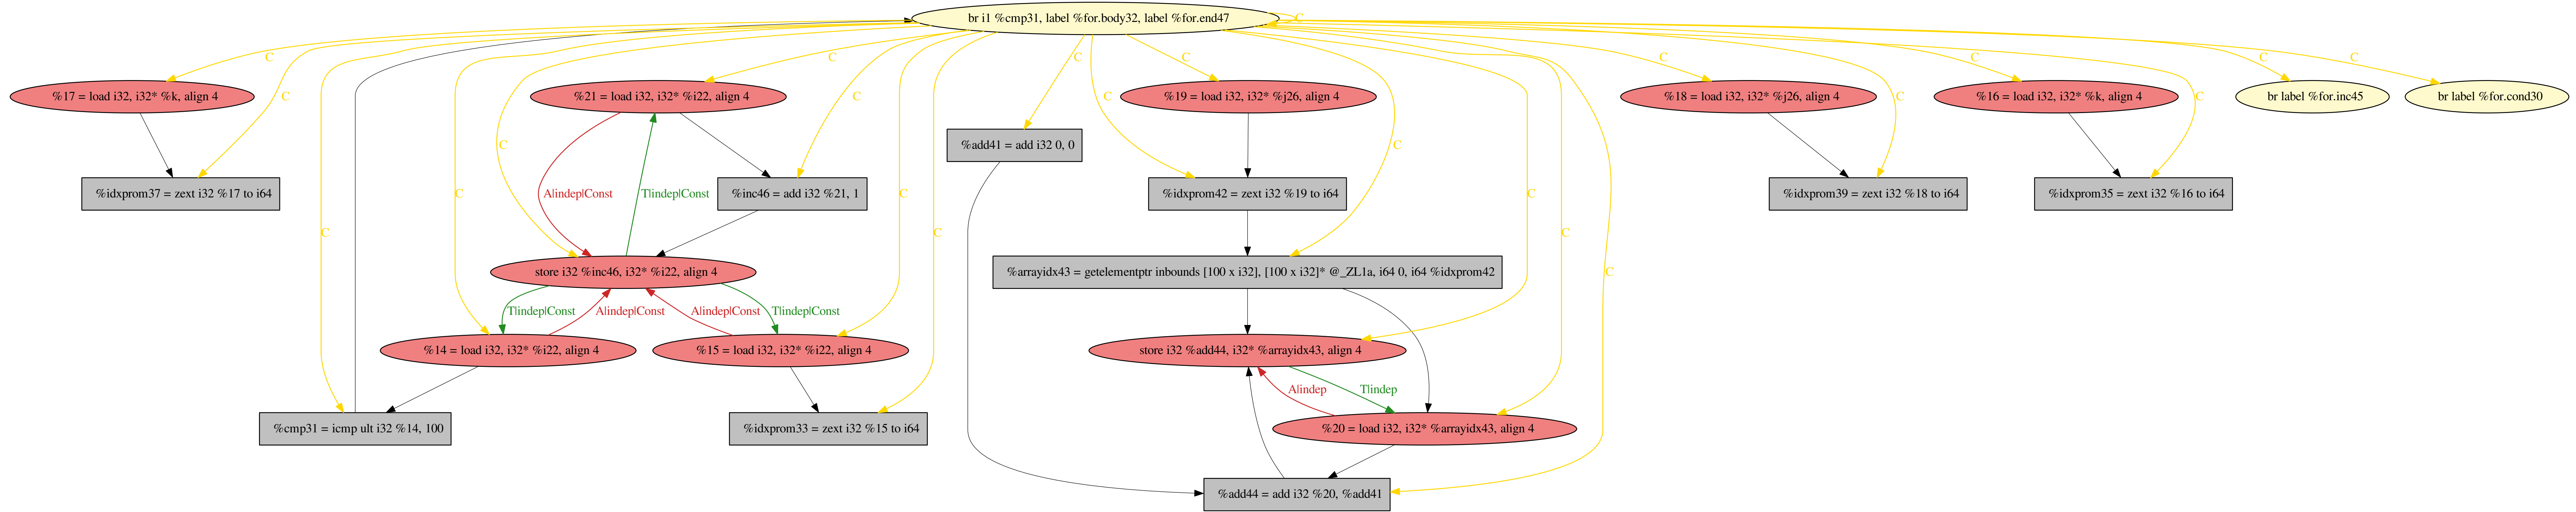 br i1 %cmp31, label %for.body32, label %for.end47
C
C
C
C
C
C
C
C
%17 = load i32, i32* %k, align 4
%21 = load i32, i32* %i22, align 4
%19 = load i32, i32* %j26, align 4
%18 = load i32, i32* %j26, align 4
%16 = load i32, i32* %k, align 4
br label %for.inc45
br label %for.cond30
C
C
C
C
C
%add41 = add i32 0, 0
C
C
%idxprom37 = zext i32 %17 to i64
C
A|indep|Const
T|indep|Const
%inc46 = add i32 %21, 1
C
%idxprom42 = zext i32 %19 to i64
C
%idxprom39 = zext i32 %18 to i64
%idxprom35 = zext i32 %16 to i64
C
C
C
store i32 %inc46, i32* %i22, align 4
%arrayidx43 = getelementptr inbounds [100 x i32], [100 x i32]* @_ZL1a, i64 0, i64 %idxprom42
C
T|indep|Const
A|indep|Const
A|indep|Const
T|indep|Const
%14 = load i32, i32* %i22, align 4
%15 = load i32, i32* %i22, align 4
store i32 %add44, i32* %arrayidx43, align 4
A|indep
T|indep
%cmp31 = icmp ult i32 %14, 100
%idxprom33 = zext i32 %15 to i64
%20 = load i32, i32* %arrayidx43, align 4
%add44 = add i32 %20, %add41